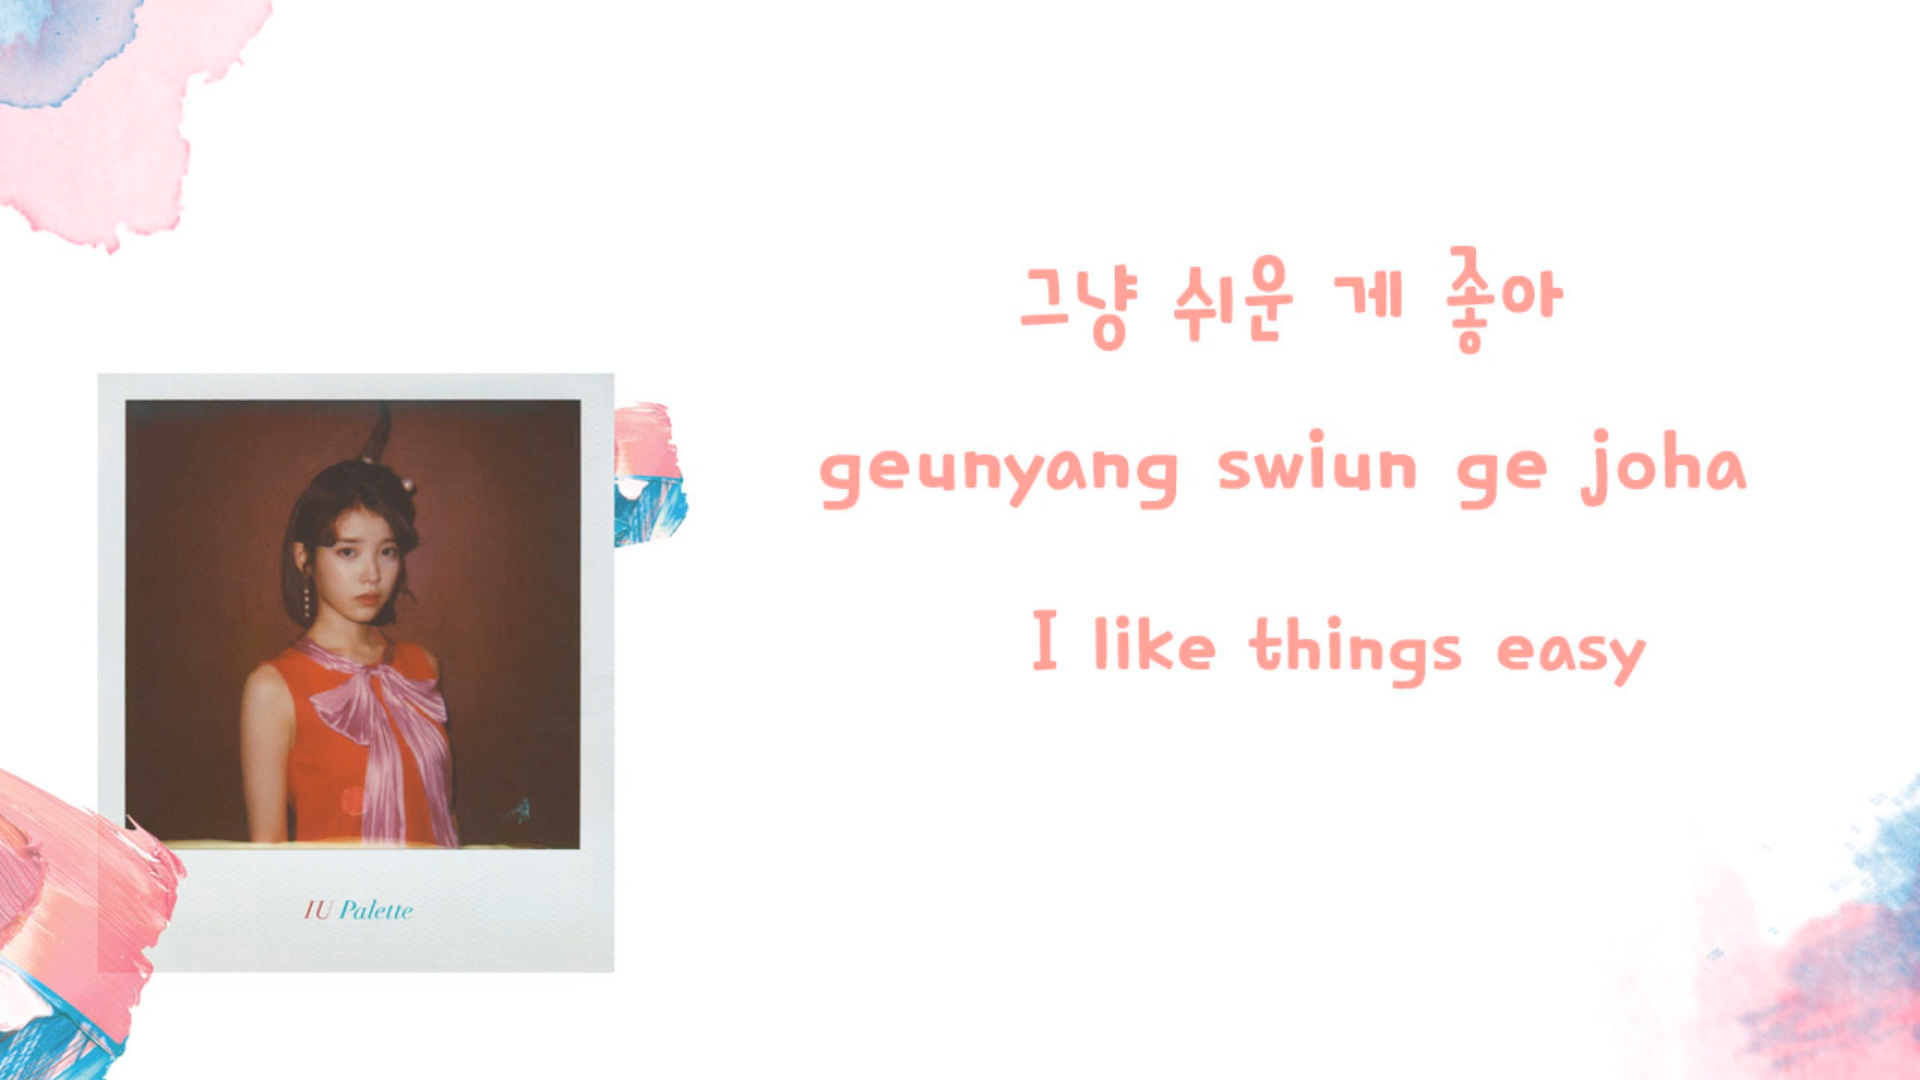 그냥 쉬운 게 좋아
geunyang swiun ge joha
I like things easy
IU Palette